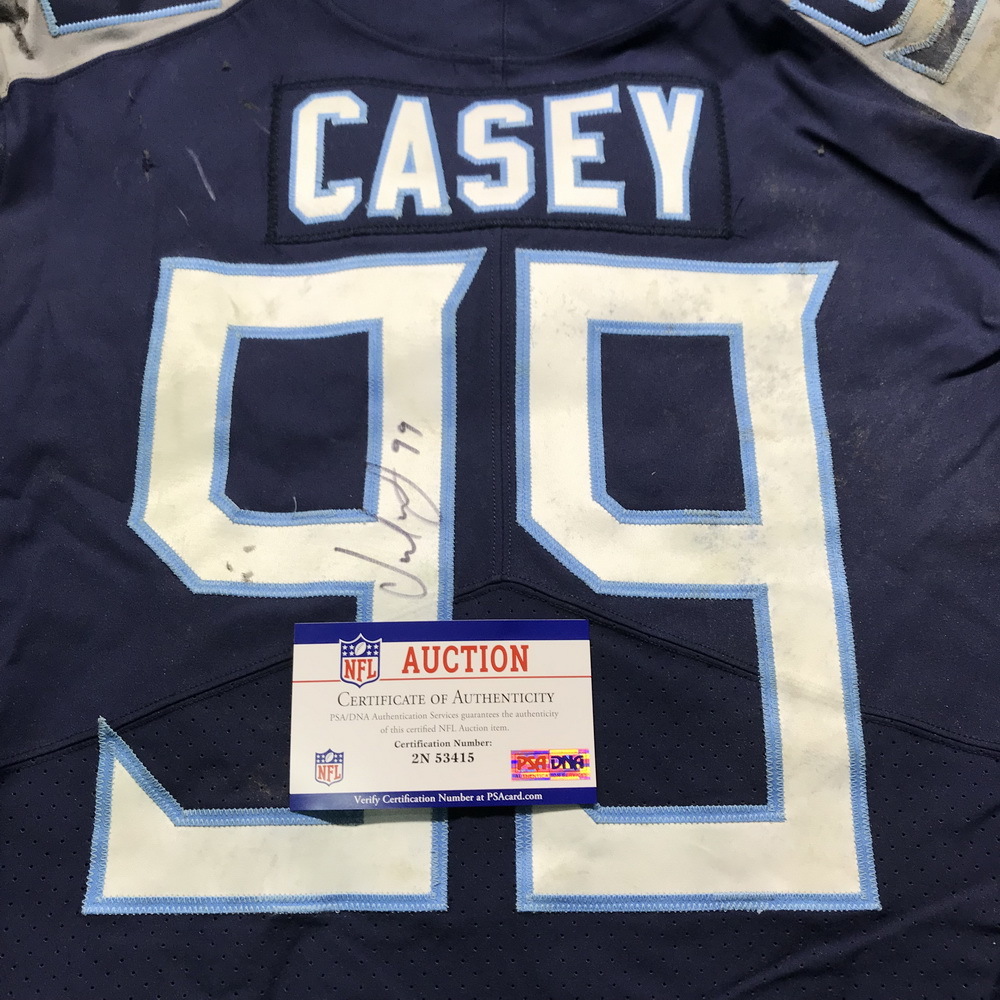 CASEY
99
99
NFL AUCTION
CERTIFICATE OF AUTHENTICITY
PSA/DNA Authentication Services guarantees the authenticity
of this certified NFL Auction item.
Certification Number:
2N 53415
NFL
PSA DNA
Verify Certification Number at PSAcard.com